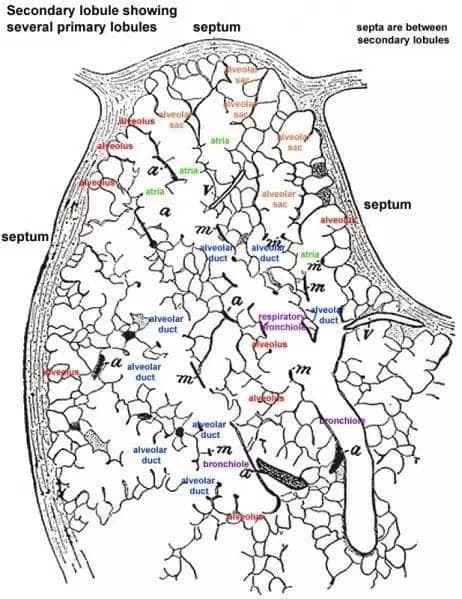 Secondary lobule showing
several primary lobules
septum
septa are between
secondary lobules
alveolar
sac
alveolar
sac
alveolar
sac
alveolus
atria
alveolar
sac
alveolus
a
atria
alveolus
atria
v
alveolar
sac
septum
a
alveolus
septum
m
m
alveolar
duct
alveolar
duct
atria
m
m
a
respiratory
bronchiole
alveolar
duct
alveolar
duct
v
alveolus
a
alveolus
alveolar
duct
m
m
alveolus
bronchiole
alveolar
duct
m
a
alveolar
duct
bronchiole
a
alveolar
duct
alveolus